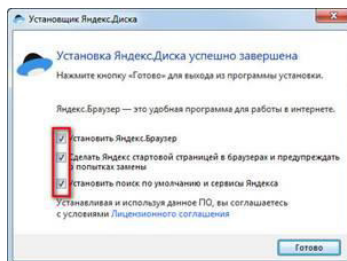 Установщик Яндекс.Диска
Установка Яндекс.Диска успешно завершена
Нажмите кнопку «Готово» для выхода из программы установки.
Яндекс.Браузер — это удобная программа для работы в интернете.
Установить Яндекс.Браузер
Сделать Яндекс стартовой страницей в браузерах и предупреждать
о попытках замены
Установить поиск по умолчанию и сервисы Яндекса
Устанавливая и используя данное ПО, вы соглашаетесь
с условиями Лицензионного соглашения
Готово